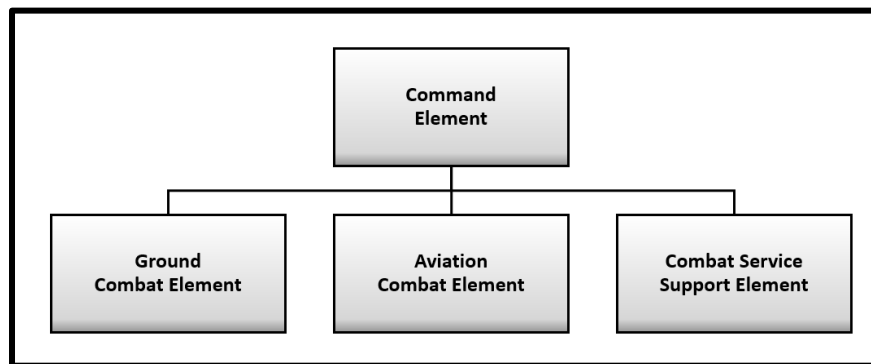 Command
Element
Ground
Combat Element
Aviation
Combat Element
Combat Service
Support Element